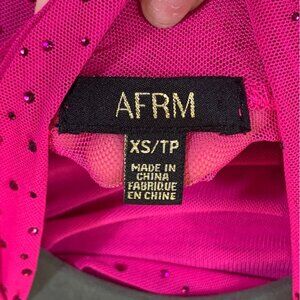 AFRM
XS/TP
MADE IN
CHINA
FABRIQUE
EN CHINE